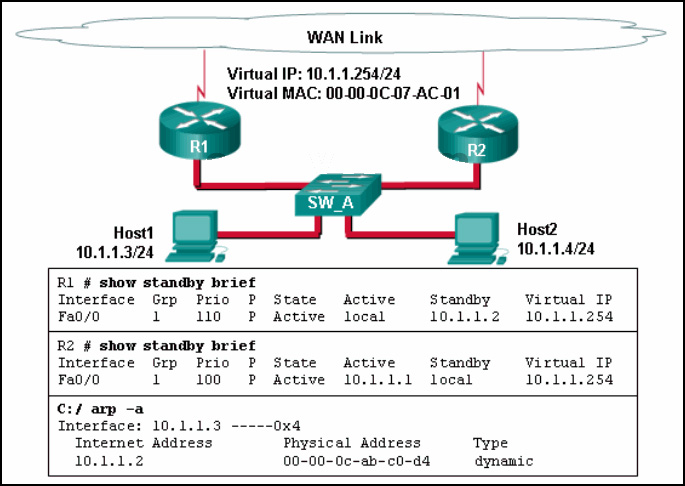 WAN Link
Virtual IP: 10.1.1.254/24
Virtual MAC: 00-00-0C-07-AC-01
R1
R2
SW_A
Host1
10.1.1.3/24
Host2
10.1.1.4/24
R1 # show standby brief
Interface Grp Prio P State Active Standby Virtual IP
Fa0/0 1 110 P Active local 10.1.1.2 10.1.1.254
R2 # show standby brief
Interface Grp Prio P State Active Standby Virtual IP
Fa0/0 1 100 P Active 10.1.1.1 local 10.1.1.254
C:/ arp -a
Interface: 10.1.1.3 -----0x4
Internet Address Physical Address Type
10.1.1.2 00-00-0c-ab-c0-d4 dynamic